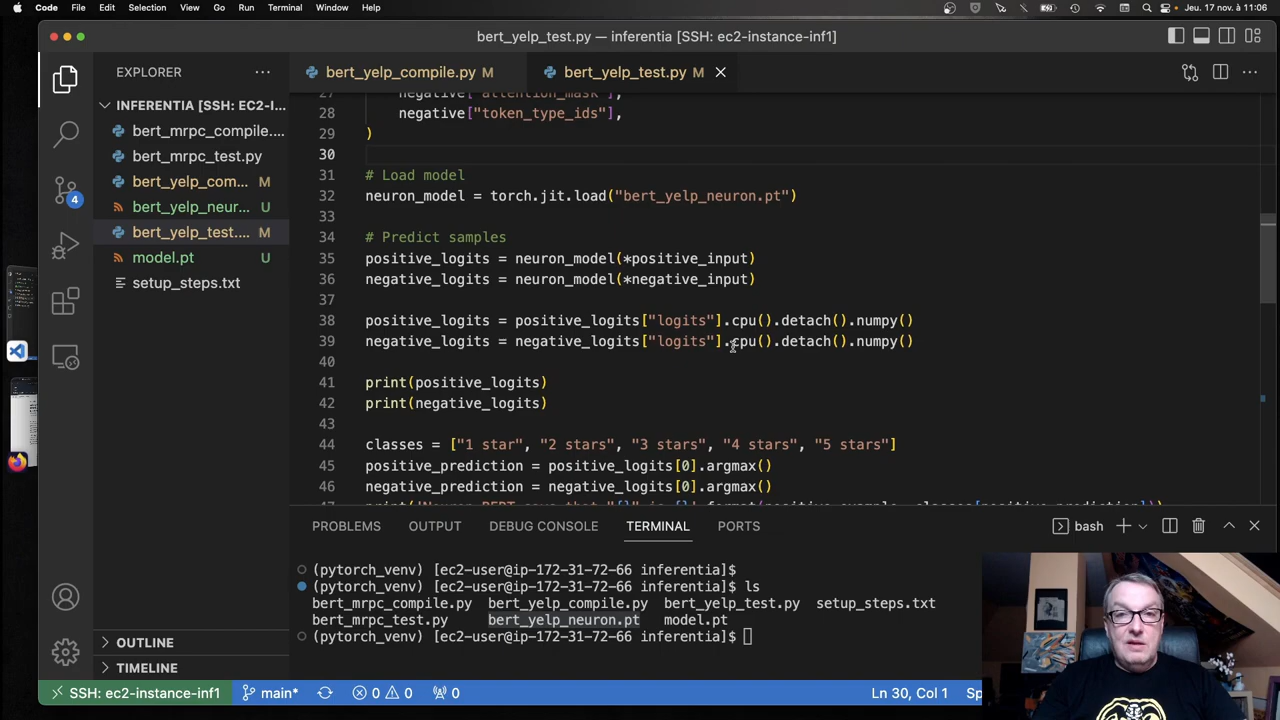 Code File Edit Selection View Go Run Terminal Window Help Jeu. 17 nov. à 11:06
bert_yelp_test.py — inferentia [SSH: ec2-instance-inf1]
EXPLORER
bert_yelp_compile.py M
bert_yelp_test.py M
INFERENTIA [SSH: EC2-I...
bert_mrpc_compile....
bert_mrpc_test.py
bert_yelp_com... M
bert_yelp_neur... U
bert_yelp_test.... M
model.pt U
setup_steps.txt
OUTLINE
TIMELINE
4
27 negative["attention_mask"],
28 negative["token_type_ids"],
29 )
30
31 # Load model
32 neuron_model = torch.jit.load("bert_yelp_neuron.pt")
33
34 # Predict samples
35 positive_logits = neuron_model(*positive_input)
36 negative_logits = neuron_model(*negative_input)
37
38 positive_logits = positive_logits["logits"].cpu().detach().numpy()
39 negative_logits = negative_logits["logits"].cpu().detach().numpy()
40
41 print(positive_logits)
42 print(negative_logits)
43
44 classes = ["1 star", "2 stars", "3 stars", "4 stars", "5 stars"]
45 positive_prediction = positive_logits[0].argmax()
46 negative_prediction = negative_logits[0].argmax()
PROBLEMS OUTPUT DEBUG CONSOLE TERMINAL PORTS bash
(pytorch_venv) [ec2-user@ip-172-31-72-66 inferentia]$
(pytorch_venv) [ec2-user@ip-172-31-72-66 inferentia]$ ls
bert_mrpc_compile.py bert_yelp_compile.py bert_yelp_test.py setup_steps.txt
bert_mrpc_test.py bert_yelp_neuron.pt model.pt
(pytorch_venv) [ec2-user@ip-172-31-72-66 inferentia]$
SSH: ec2-instance-inf1 main* 0 0 0 Ln 30, Col 1 Sp